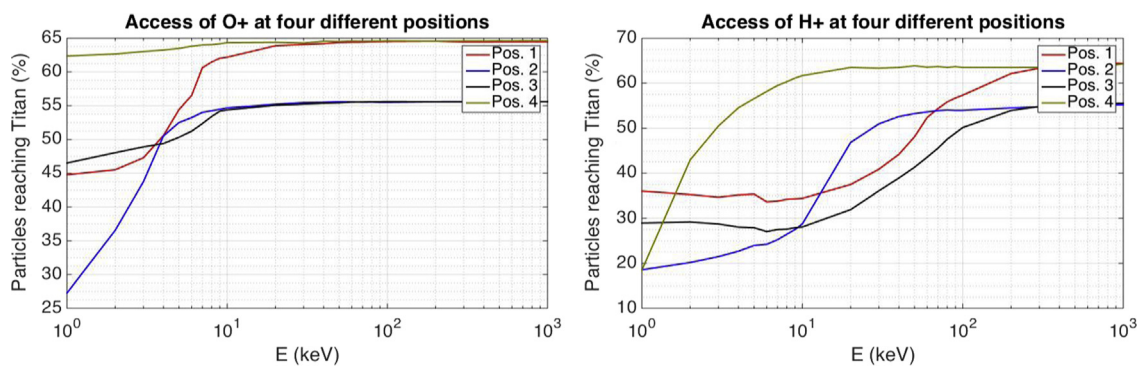 Access of O+ at four different positions
Particles reaching Titan (%)
65
60
55
50
45
40
35
30
25
Pos. 1
Pos. 2
Pos. 3
Pos. 4
10^0
10^1
10^2
10^3
E (keV)
Access of H+ at four different positions
Particles reaching Titan (%)
70
60
50
40
30
20
10
Pos. 1
Pos. 2
Pos. 3
Pos. 4
10^0
10^1
10^2
10^3
E (keV)